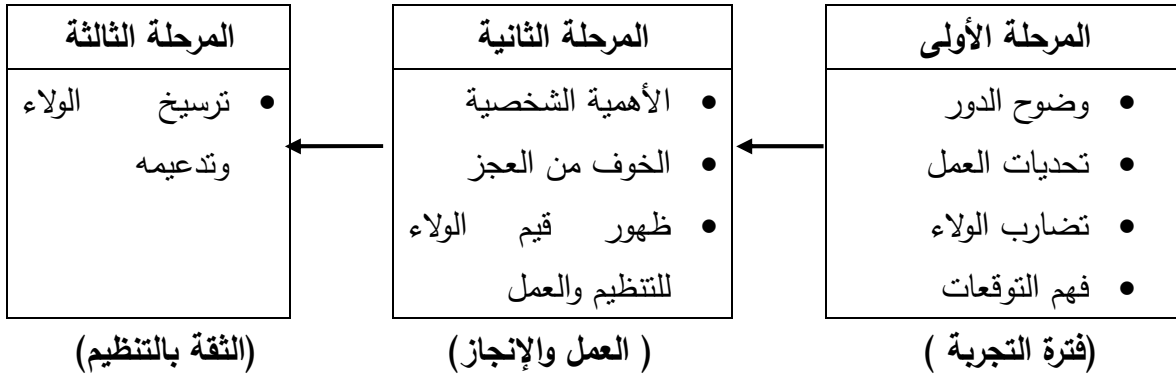 المرحلة الأولى
• وضوح الدور
• تحديات العمل
• تضارب الولاء
• فهم التوقعات
(فترة التجربة )
المرحلة الثانية
• الأهمية الشخصية
• الخوف من العجز
• ظهور قيم الولاء
للتنظيم والعمل
( العمل والإنجاز)
المرحلة الثالثة
• ترسيخ الولاء
وتدعيمه
(الثقة بالتنظيم)